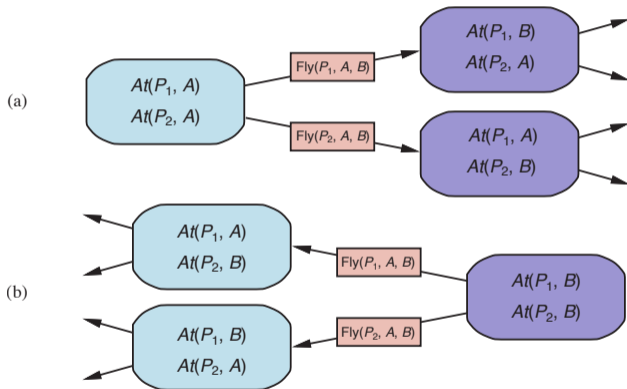 (a)
At(P₁, A)
At(P₂, A)
Fly(P₁, A, B)
Fly(P₂, A, B)
At(P₁, B)
At(P₂, A)
At(P₁, A)
At(P₂, B)
(b)
At(P₁, A)
At(P₂, B)
At(P₁, B)
At(P₂, A)
Fly(P₁, A, B)
Fly(P₂, A, B)
At(P₁, B)
At(P₂, B)